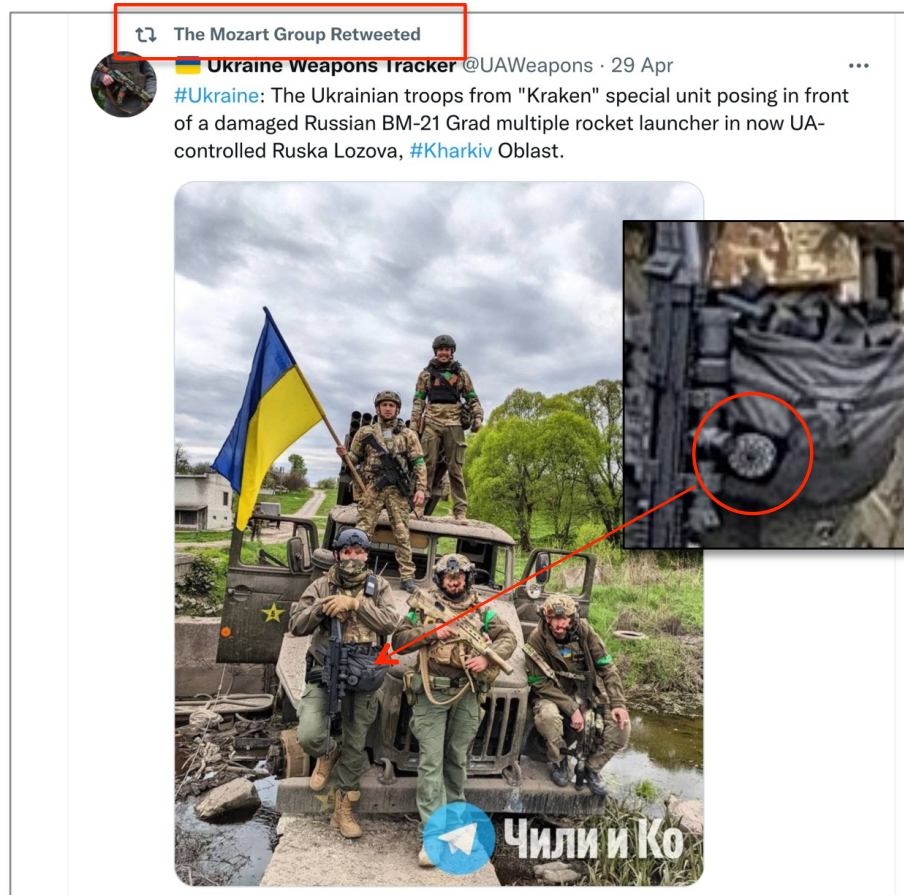 The Mozart Group Retweeted
Ukraine Weapons Tracker @UAWeapons · 29 Apr
#Ukraine: The Ukrainian troops from "Kraken" special unit posing in front
of a damaged Russian BM-21 Grad multiple rocket launcher in now UA-
controlled Ruska Lozova, #Kharkiv Oblast.
Чили и Ко